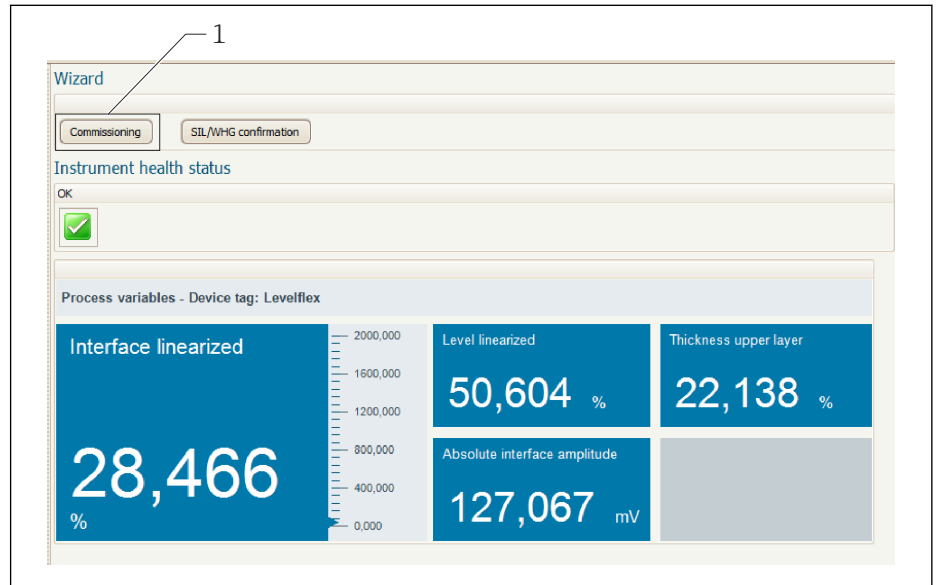 1
Wizard
Commissioning SIL/WHG confirmation
Instrument health status
OK
Process variables - Device tag: Levelflex
Interface linearized
28,466
%
2000,000
1600,000
1200,000
800,000
400,000
0,000
Level linearized
50,604 %
Thickness upper layer
22,138 %
Absolute interface amplitude
127,067 mV